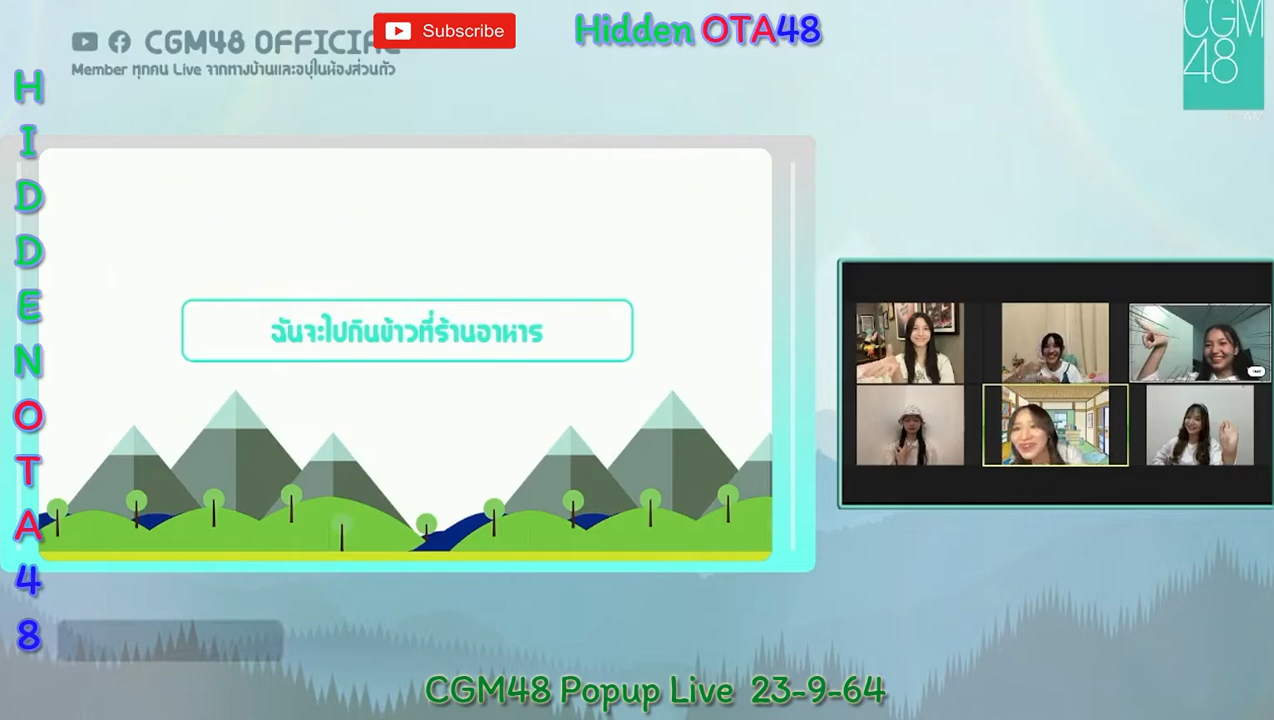 Hidden OTA48
Subscribe
CGM48 OFFICIAL
Member ทุกคน Live จากทางบ้านและอยู่ในห้องส่วนตัว
CGM
48
HIDDENOTA48
ฉันจะไปกินข้าวที่ร้านอาหาร
CGM48 Popup Live 23-9-64